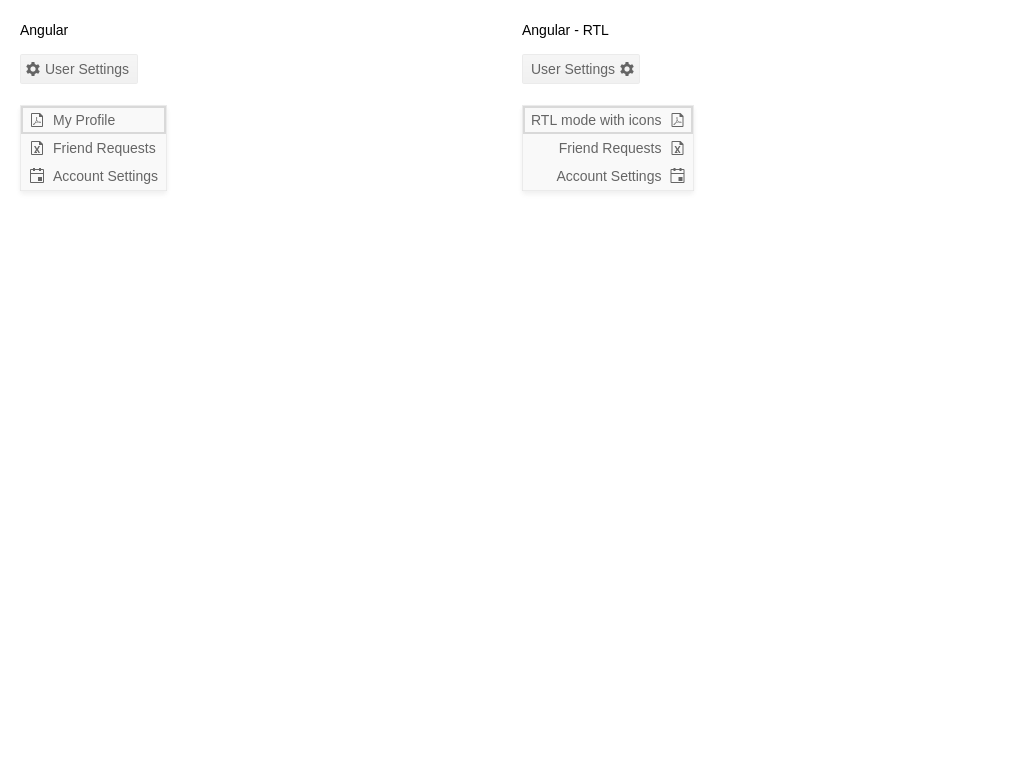 Angular
User Settings
My Profile
Friend Requests
Account Settings
Angular - RTL
User Settings
RTL mode with icons
Friend Requests
Account Settings